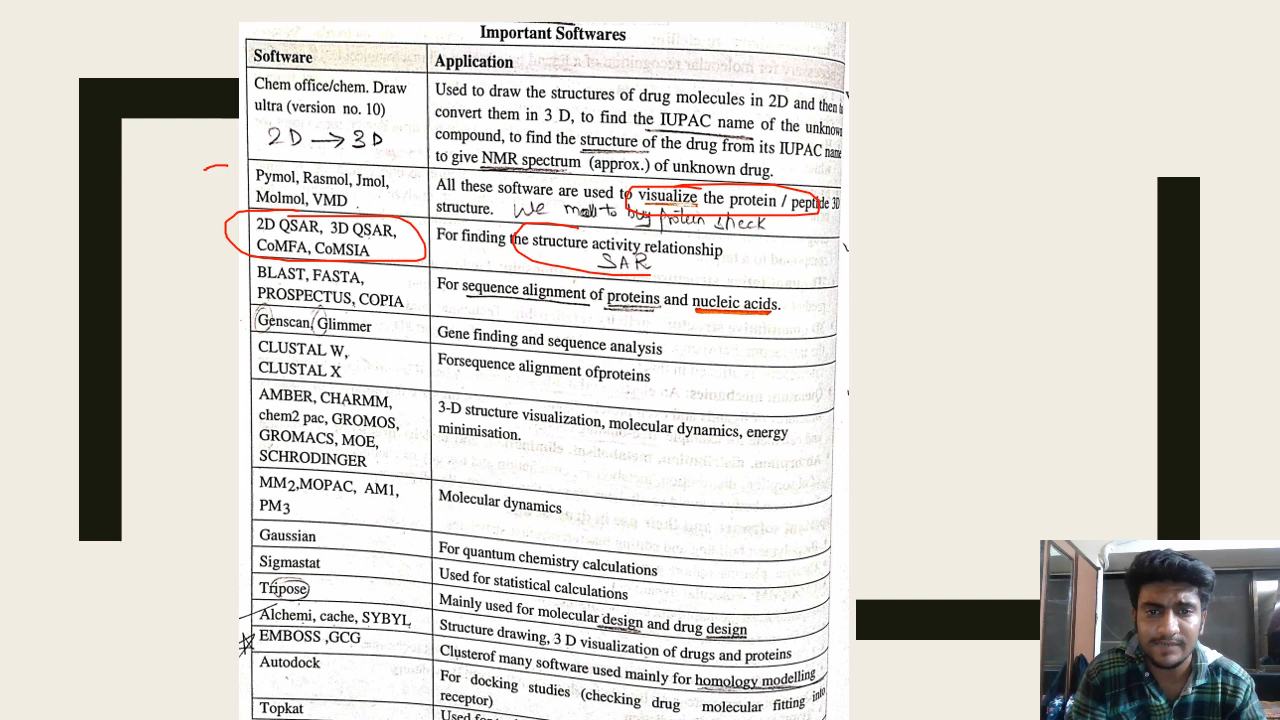 Important Softwares
Software
Application
Chem office/chem. Draw
ultra (version no. 10)
2D → 3D
Used to draw the structures of drug molecules in 2D and then
convert them in 3 D, to find the IUPAC name of the unknown
compound, to find the structure of the drug from its IUPAC name
to give NMR spectrum (approx.) of unknown drug.
Pymol, Rasmol, Jmol,
Molmol, VMD
All these software are used to visualize the protein / peptide 3D
structure. We to protein check
2D QSAR, 3D QSAR,
CoMFA, CoMSIA
For finding the structure activity relationship
SAR
BLAST, FASTA,
PROSPECTUS, COPIA
For sequence alignment of proteins and nucleic acids.
Genscan, Glimmer
Gene finding and sequence analysis
CLUSTAL W,
CLUSTAL X
Forsequence alignment ofproteins
AMBER, CHARMM,
chem2 pac, GROMOS,
GROMACS, MOE,
SCHRODINGER
3-D structure visualization, molecular dynamics, energy
minimisation.
MM2,MOPAC, AM1,
PM3
Molecular dynamics
Gaussian
For quantum chemistry calculations
Sigmastat
Used for statistical calculations
Tripose
Mainly used for molecular design and drug design
Alchemi, cache, SYBYL
Structure drawing, 3 D visualization of drugs and proteins
EMBOSS ,GCG
Clusterof many software used mainly for homology modelling
Autodock
For docking studies (checking drug molecular fitting into
receptor)
Topkat
Used for